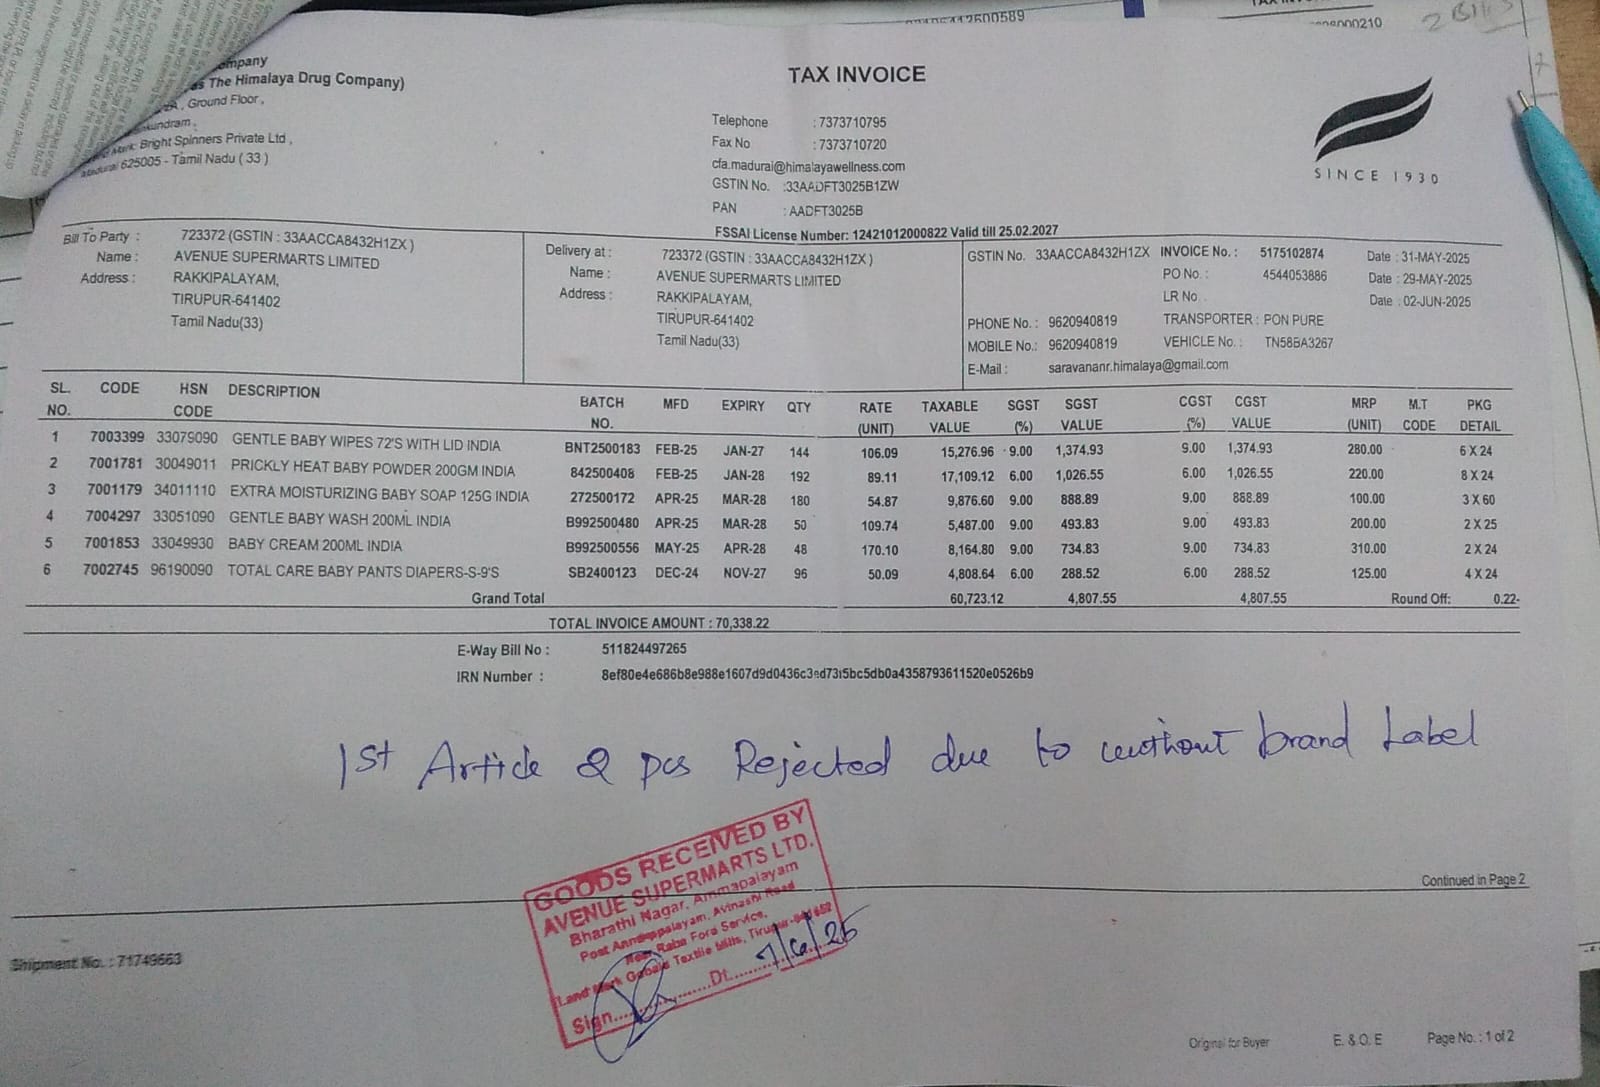 TAX INVOICE
as The Himalaya Drug Company)
Ground Floor,
Bright Spinners Private Ltd,
Madurai 625005 - Tamil Nadu ( 33 )
Telephone : 7373710795
Fax No : 7373710720
cfa.madurai@himalayawellness.com
GSTIN No. :33AADFT3025B1ZW
PAN : AADFT3025B
FSSAI License Number: 12421012000822 Valid till 25.02.2027
SINCE 1930
Bill To Party : 723372 (GSTIN : 33AACCA8432H1ZX )
Name : AVENUE SUPERMARTS LIMITED
Address : RAKKIPALAYAM,
TIRUPUR-641402
Tamil Nadu(33)
Delivery at : 723372 (GSTIN : 33AACCA8432H1ZX )
Name : AVENUE SUPERMARTS LIMITED
Address : RAKKIPALAYAM,
TIRUPUR-641402
Tamil Nadu(33)
GSTIN No. 33AACCA8432H1ZX INVOICE No. : 5175102874 Date : 31-MAY-2025
PO No. : 4544053886 Date : 29-MAY-2025
LR No. Date : 02-JUN-2025
PHONE No. : 9620940819 TRANSPORTER : PON PURE
MOBILE No.: 9620940819 VEHICLE No. : TN58BA3267
E-Mail : saravananr.himalaya@gmail.com
SL. NO. CODE HSN CODE DESCRIPTION BATCH NO. MFD EXPIRY QTY RATE (UNIT) TAXABLE VALUE SGST (%) SGST VALUE CGST (%) CGST VALUE MRP (UNIT) M.T CODE PKG DETAIL
1 7003399 33079090 GENTLE BABY WIPES 72'S WITH LID INDIA BNT2500183 FEB-25 JAN-27 144 106.09 15,276.96 9.00 1,374.93 9.00 1,374.93 280.00 6 X 24
2 7001781 30049011 PRICKLY HEAT BABY POWDER 200GM INDIA 842500408 FEB-25 JAN-28 192 89.11 17,109.12 6.00 1,026.55 6.00 1,026.55 220.00 8 X 24
3 7001179 34011110 EXTRA MOISTURIZING BABY SOAP 125G INDIA 272500172 APR-25 MAR-28 180 54.87 9,876.60 9.00 888.89 9.00 888.89 100.00 3 X 60
4 7004297 33051090 GENTLE BABY WASH 200ML INDIA B992500480 APR-25 MAR-28 50 109.74 5,487.00 9.00 493.83 9.00 493.83 200.00 2 X 25
5 7001853 33049930 BABY CREAM 200ML INDIA B992500556 MAY-25 APR-28 48 170.10 8,164.80 9.00 734.83 9.00 734.83 310.00 2 X 24
6 7002745 96190090 TOTAL CARE BABY PANTS DIAPERS-S-9'S SB2400123 DEC-24 NOV-27 96 50.09 4,808.64 6.00 288.52 6.00 288.52 125.00 4 X 24
Grand Total 60,723.12 4,807.55 4,807.55 Round Off: 0.22-
TOTAL INVOICE AMOUNT : 70,338.22
E-Way Bill No : 511824497265
IRN Number :
1st Article 2 pcs Rejected due to without brand Label
GOODS RECEIVED BY
AVENUE SUPERMARTS LTD.
Bharathi Nagar, Ammapalayam
Post Avinashi Road
Service,
Land Mark Textile Mills,
Sign.......... Dt.
Continued in Page 2
Shipment No. : 71749663
Original for Buyer E. & O. E Page No. : 1 of 2